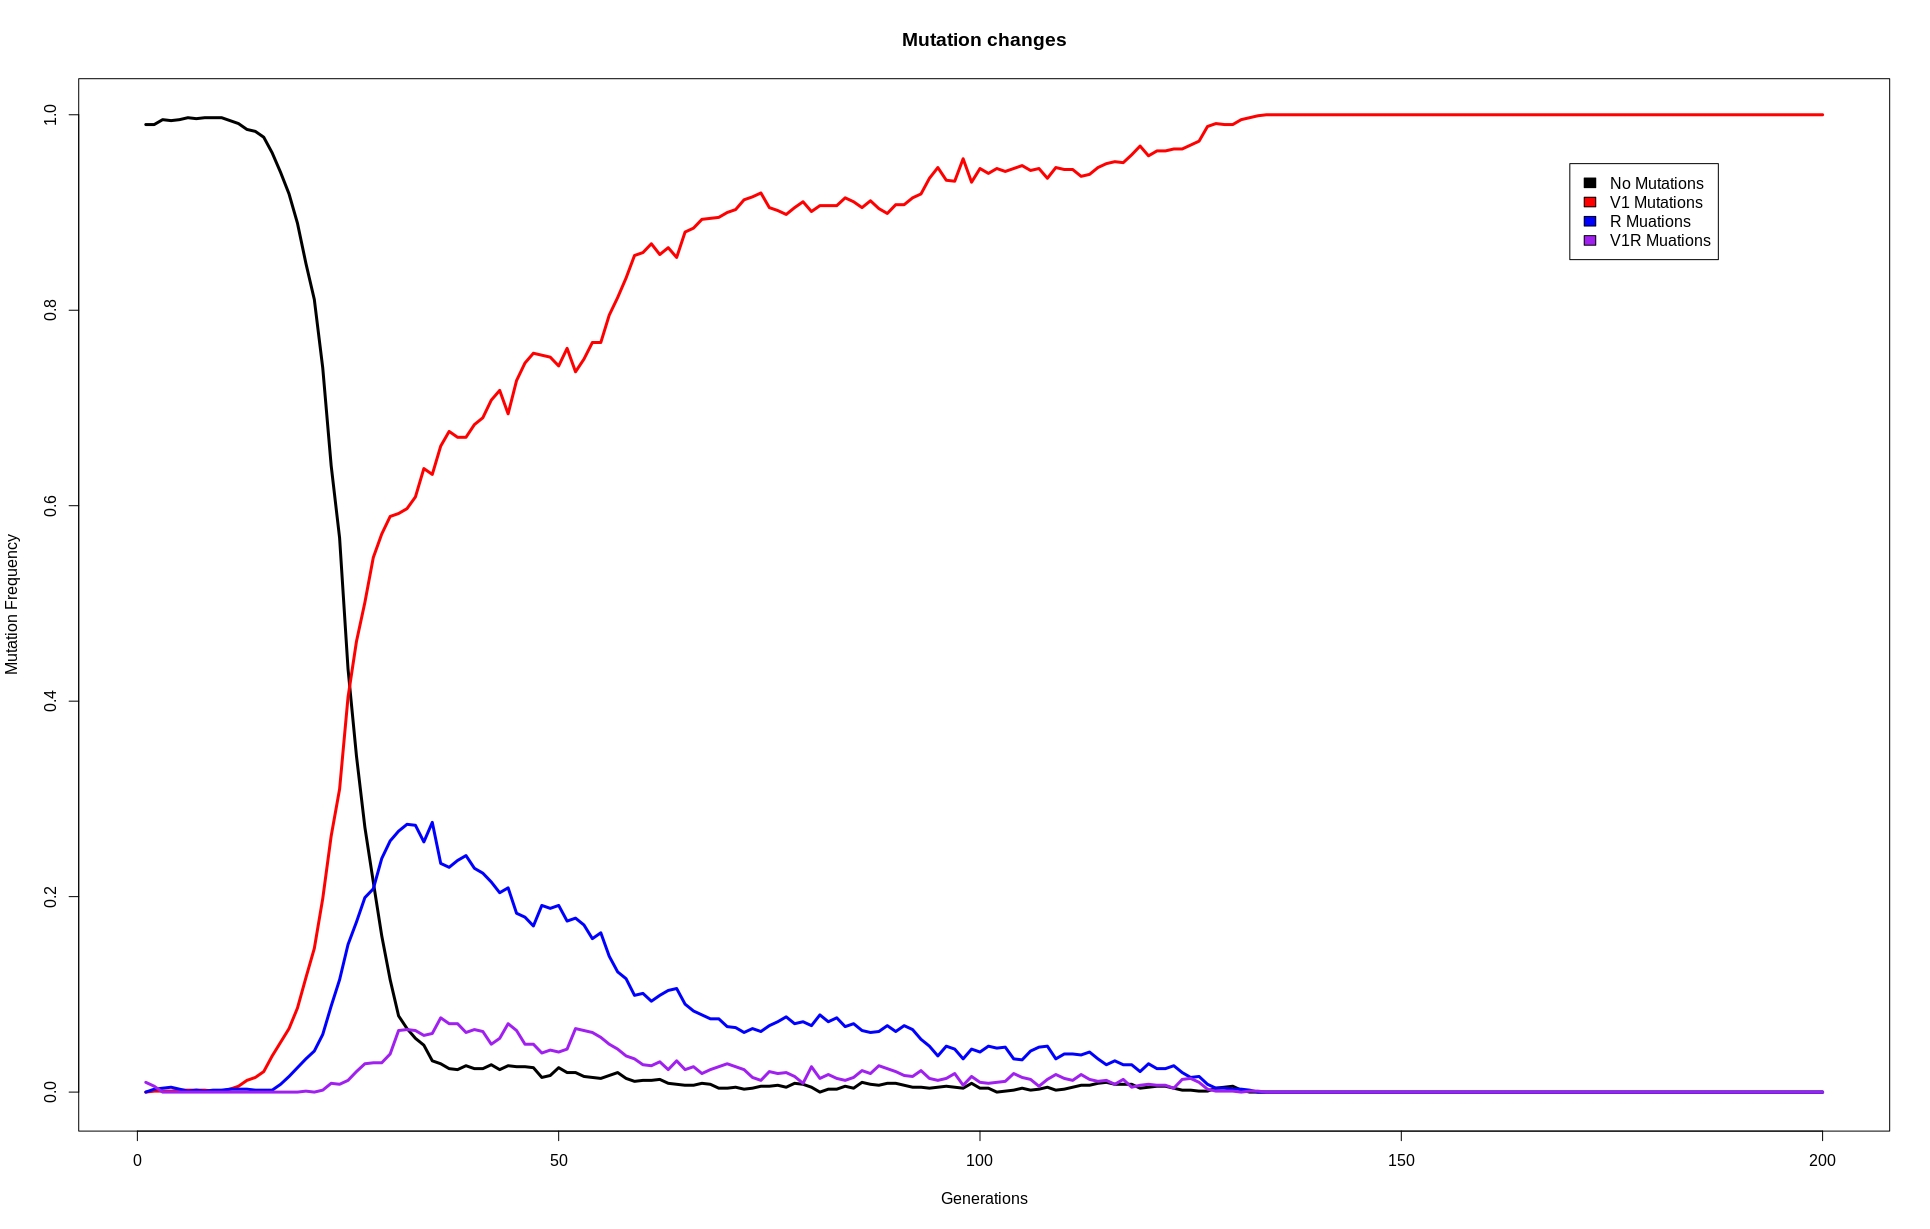 Mutation changes
1.0
0.8
0.6
0.4
0.2
0.0
Mutation Frequency
No Mutations
V1 Mutations
R Muations
V1R Muations
0
50
100
150
200
Generations